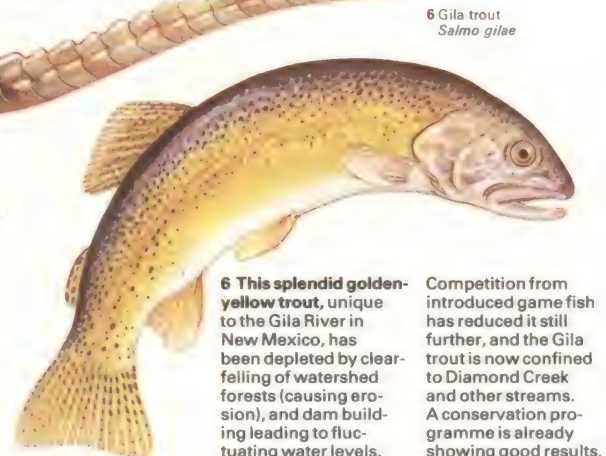 6 Gila trout
Salmo gilae
6 This splendid golden-
yellow trout, unique
to the Gila River in
New Mexico, has
been depleted by clear-
felling of watershed
forests (causing ero-
sion), and dam build-
ing leading to fluc-
tuating water levels.
Competition from
introduced game fish
has reduced it still
further, and the Gila
trout is now confined
to Diamond Creek
and other streams.
A conservation pro-
gramme is already
showing good results.